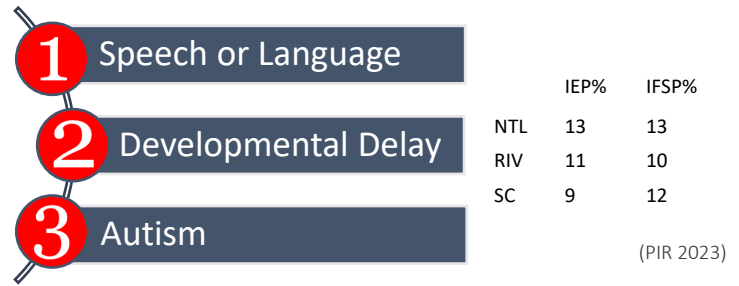 1 Speech or Language
2 Developmental Delay
3 Autism
IEP% IFSP%
NTL 13 13
RIV 11 10
SC 9 12
(PIR 2023)